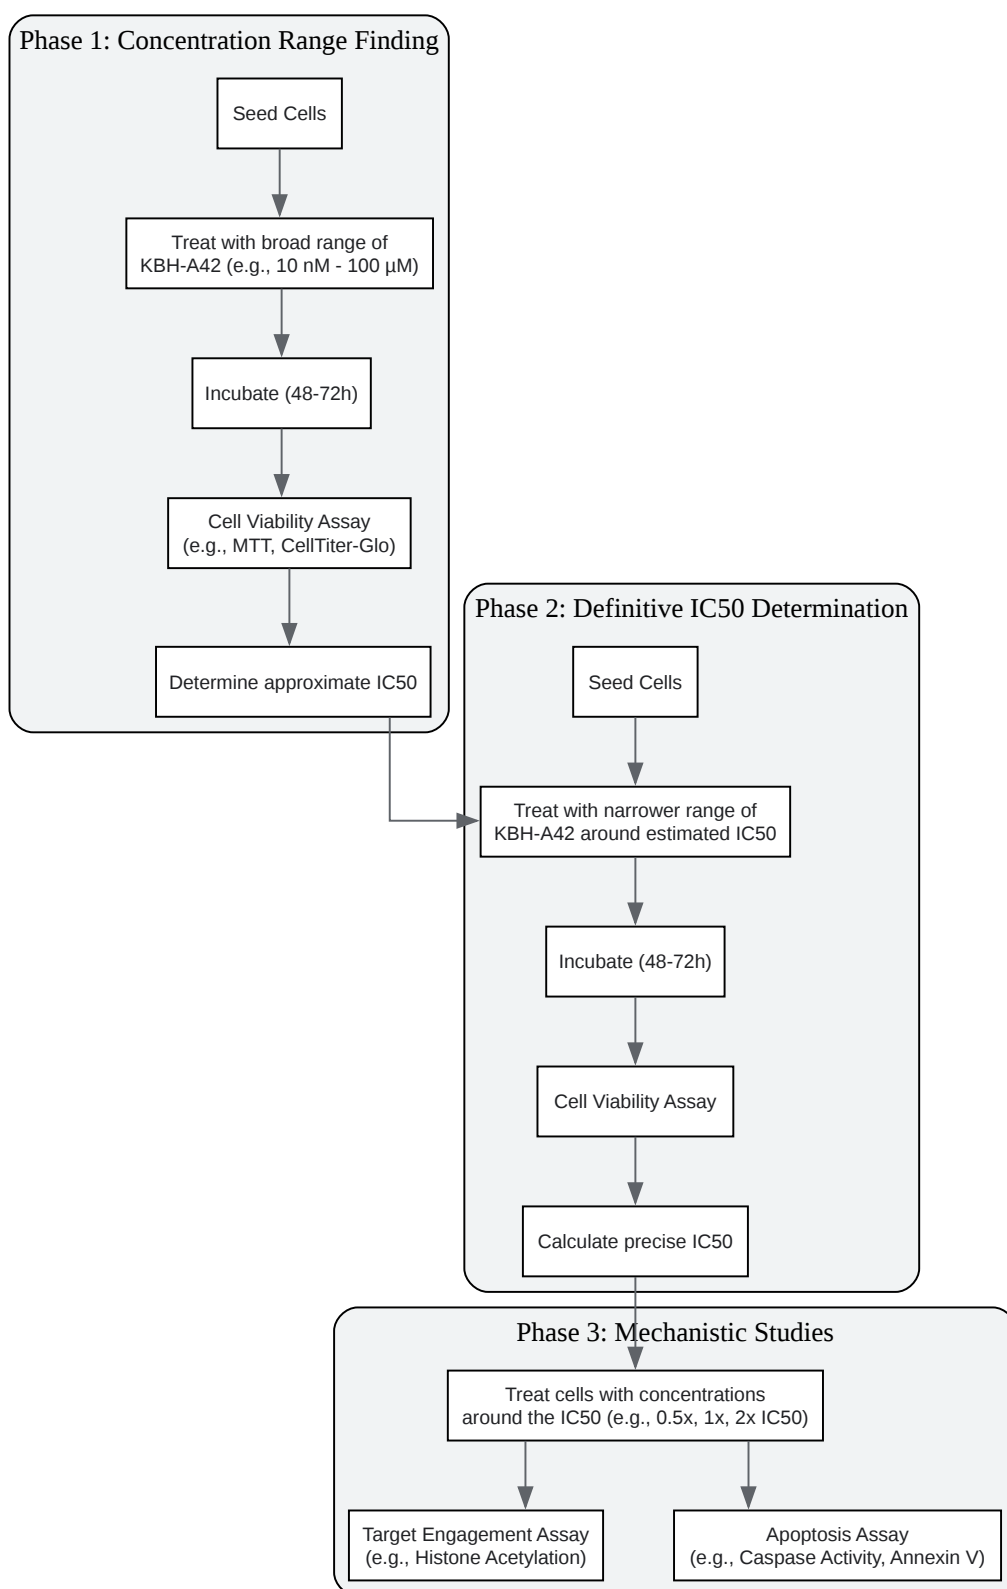 Phase 1: Concentration Range Finding
Seed Cells
Treat with broad range of
KBH-A42 (e.g., 10 nM - 100 µM)
Incubate (48-72h)
Cell Viability Assay
(e.g., MTT, CellTiter-Glo)
Determine approximate IC50
Phase 2: Definitive IC50 Determination
Seed Cells
Treat with narrower range of
KBH-A42 around estimated IC50
Incubate (48-72h)
Cell Viability Assay
Calculate precise IC50
Phase 3: Mechanistic Studies
Treat cells with concentrations
around the IC50 (e.g., 0.5x, 1x, 2x IC50)
Target Engagement Assay
(e.g., Histone Acetylation)
Apoptosis Assay
(e.g., Caspase Activity, Annexin V)